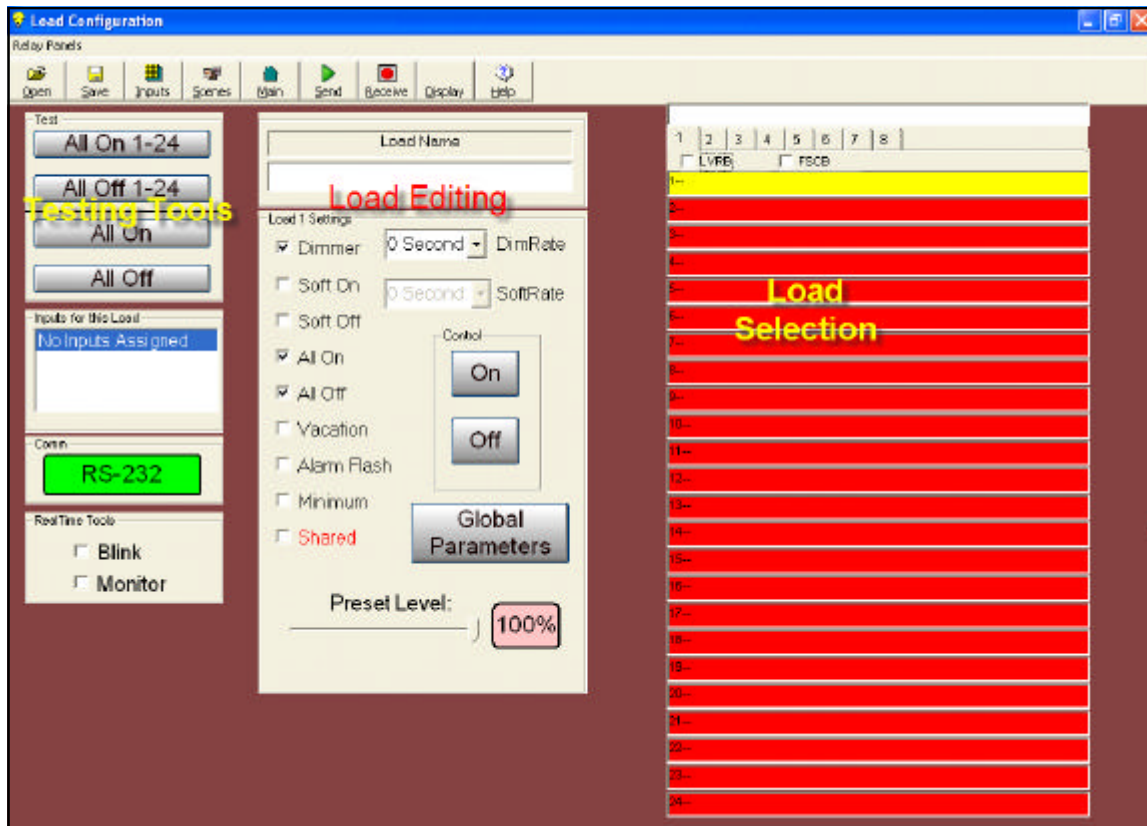 Load Configuration
Relay Panels
Open Save Inputs Scenes Main Send Receive Display Help
Test
All On 1-24
All Off 1-24
Testing Tools
All On
All Off
Inputs for this Load
No Inputs Assigned
Comm
RS-232
RealTime Tools
Blink
Monitor
Load Name
Load Editing
Load 1 Settings
Dimmer
0 Second
DimRate
Soft On
0 Second
SoftRate
Soft Off
All On
All Off
Vacation
Alarm Flash
Minimum
Shared
Control
On
Off
Global
Parameters
Preset Level:
100%
1 2 3 4 5 6 7 8
LVRB FSCB
Load
Selection
1--
2--
3--
4--
5--
6--
7--
8--
9--
10--
11--
12--
13--
14--
15--
16--
17--
18--
19--
20--
21--
22--
23--
24--